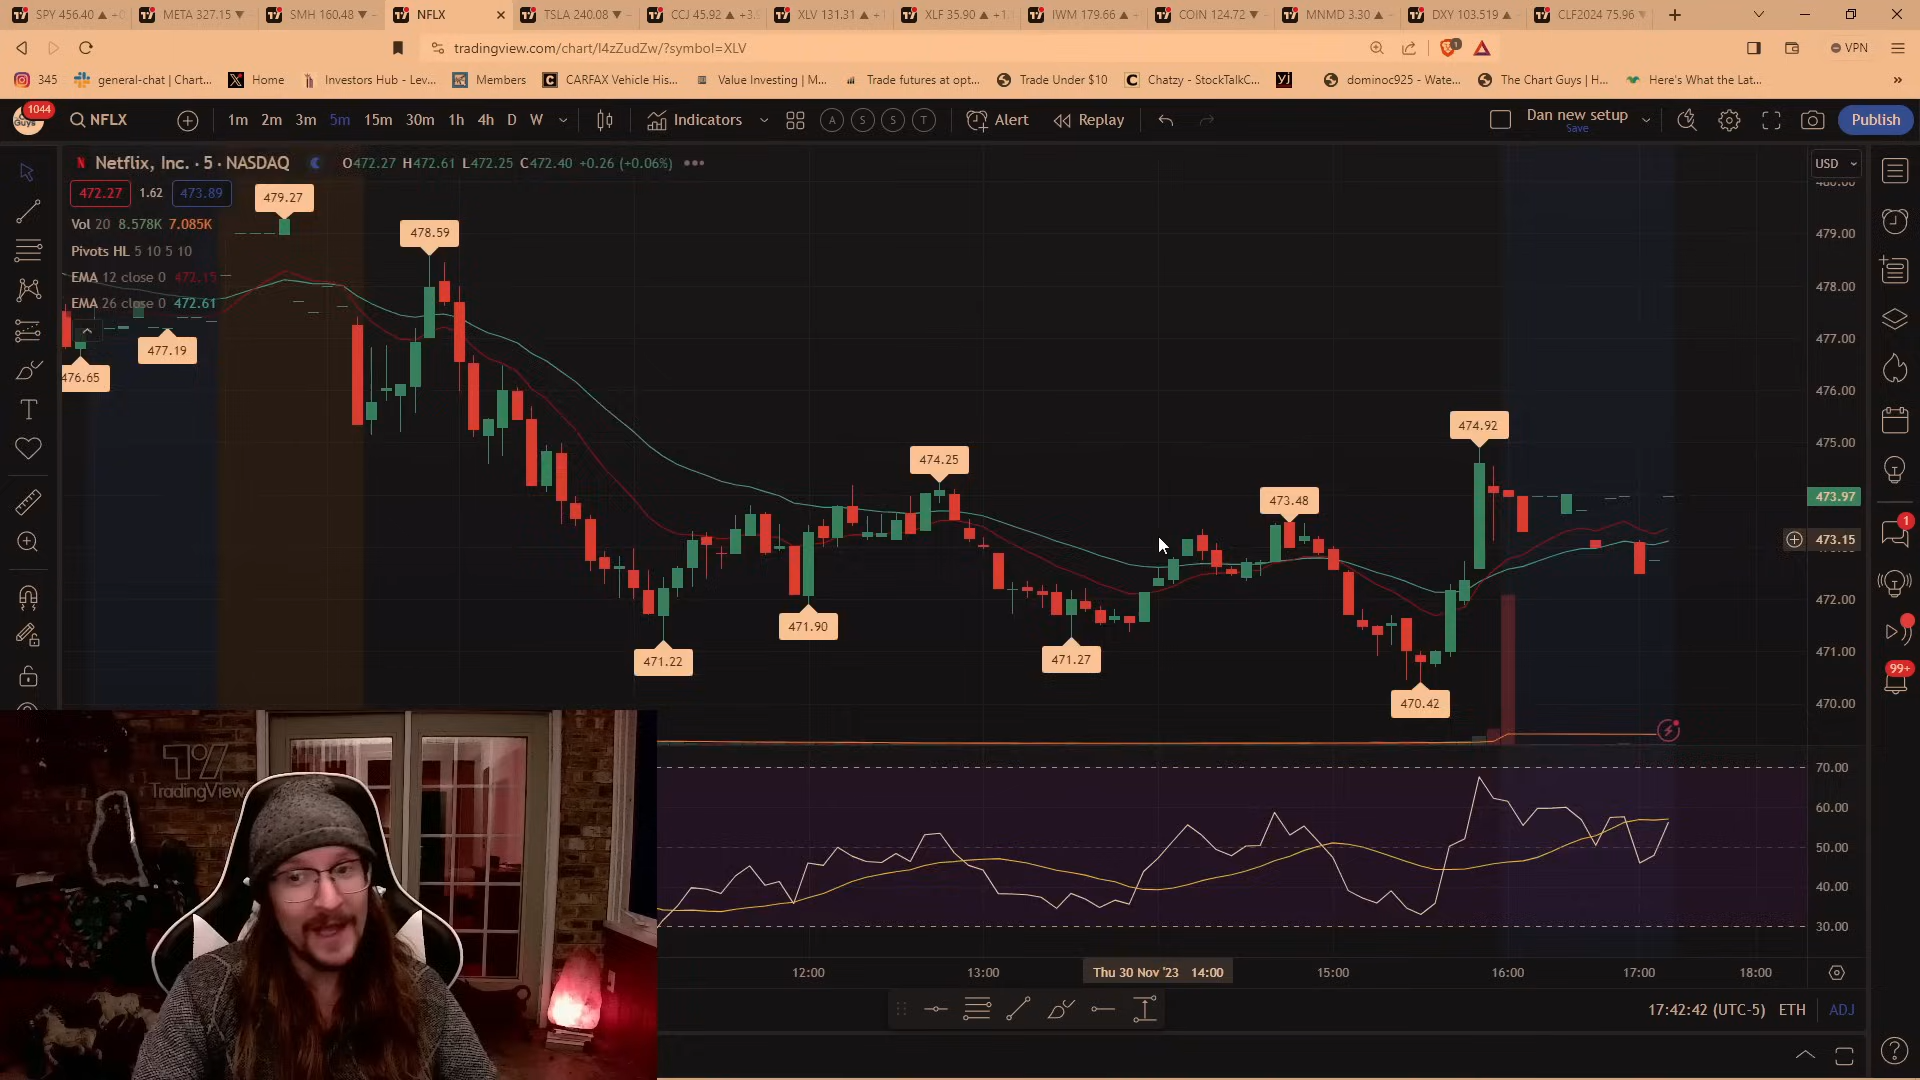 SPY 456.40
META 327.15
SMH 160.48
NFLX
TSLA 240.08
CCJ 45.92
XLV 131.31
XLF 35.90
IWM 179.66
COIN 124.72
MNMD 3.30
DXY 103.519
CLF2024 75.96
tradingview.com/chart/I4zZudZw/?symbol=XLV
1
VPN
345
general-chat | Chart...
Home
Investors Hub - Lev...
Members
CARFAX Vehicle His...
Value Investing | M...
Trade futures at opt...
Trade Under $10
Chatzy - StockTalkC...
dominoc925 - Wate...
The Chart Guys | H...
Here's What the Lat...
1044
NFLX
1m 2m 3m 5m 15m 30m 1h 4h D W
Indicators
A S S T
Alert
Replay
Dan new setup
Save
Publish
Netflix, Inc. · 5 · NASDAQ
O472.27 H472.61 L472.25 C472.40 +0.26 (+0.06%)
USD
472.27 1.62 473.89
Vol 20 8.578K 7.085K
Pivots HL 5 10 5 10
EMA 12 close 0 472.15
EMA 26 close 0 472.61
479.27
478.59
477.19
476.65
474.25
474.92
473.48
471.90
471.22
471.27
470.42
480.00
479.00
478.00
477.00
476.00
475.00
473.97
473.15
472.00
471.00
470.00
1
99+
70.00
60.00
50.00
40.00
30.00
TradingView
12:00
13:00
Thu 30 Nov '23 14:00
15:00
16:00
17:00
18:00
17:42:42 (UTC-5)
ETH
ADJ